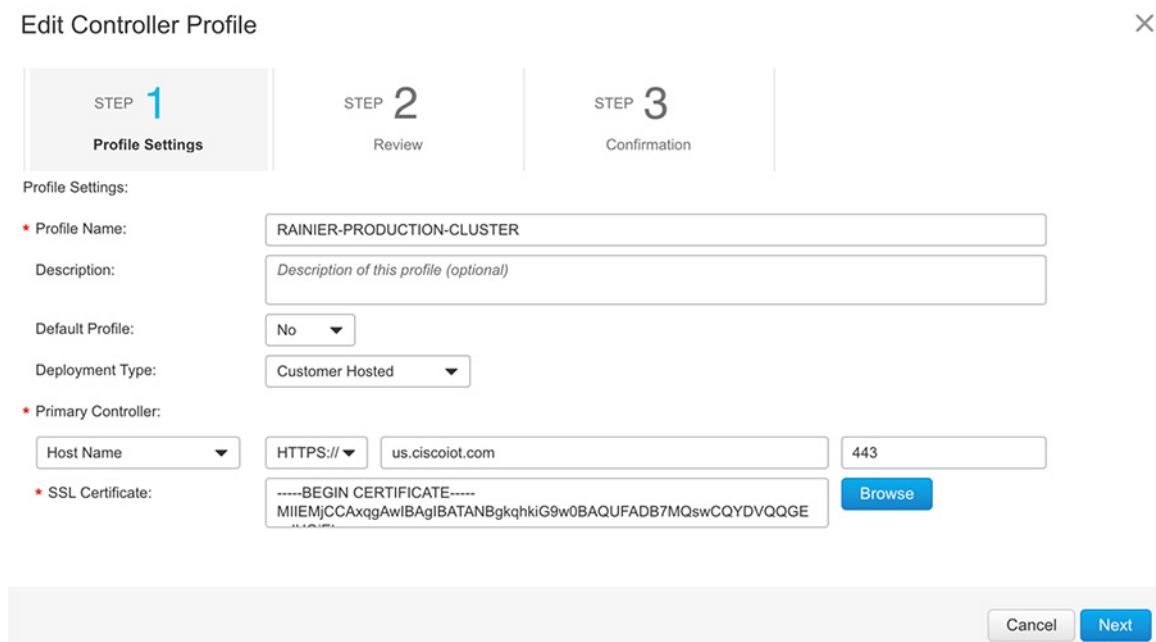 Edit Controller Profile
STEP 1
Profile Settings
STEP 2
Review
STEP 3
Confirmation
Profile Settings:
* Profile Name:
RAINIER-PRODUCTION-CLUSTER
Description:
Description of this profile (optional)
Default Profile:
No
Deployment Type:
Customer Hosted
* Primary Controller:
Host Name
HTTPS://
us.ciscoiot.com
443
* SSL Certificate:
-----BEGIN CERTIFICATE-----
MIIEMjCCAxqgAwIBAgIBATANBgkqhkiG9w0BAQUFADB7MQswCQYDVQQGE
Browse
Cancel
Next